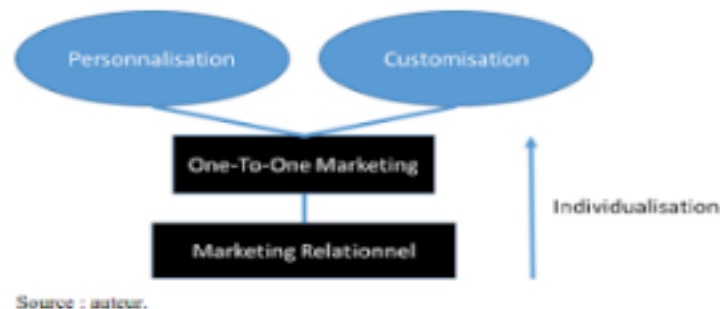 Personnalisation
Customisation
One-To-One Marketing
Individualisation
Marketing Relationnel
Source : auteur.